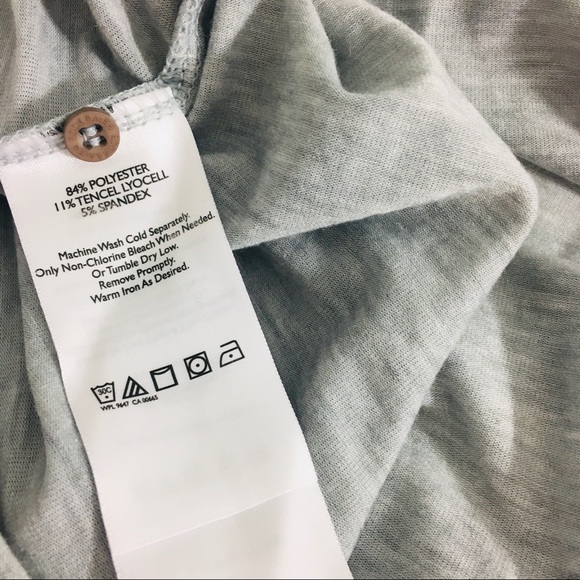 84% POLYESTER
11% TENCEL LYOCELL
5% SPANDEX
Machine Wash Cold Separately.
Only Non-Chlorine Bleach When Needed.
Or Tumble Dry Low.
Remove Promptly.
Warm Iron As Desired.
30C
WPL 9647 CA 00665